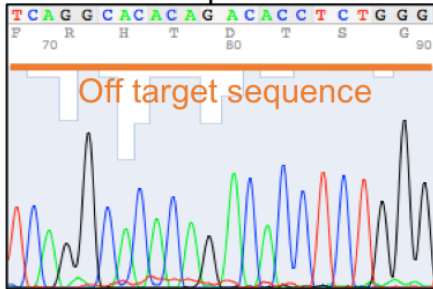 TCAGGCACACAGACACCTCTGGG
F R H T D T S G
70 80 90
Off target sequence